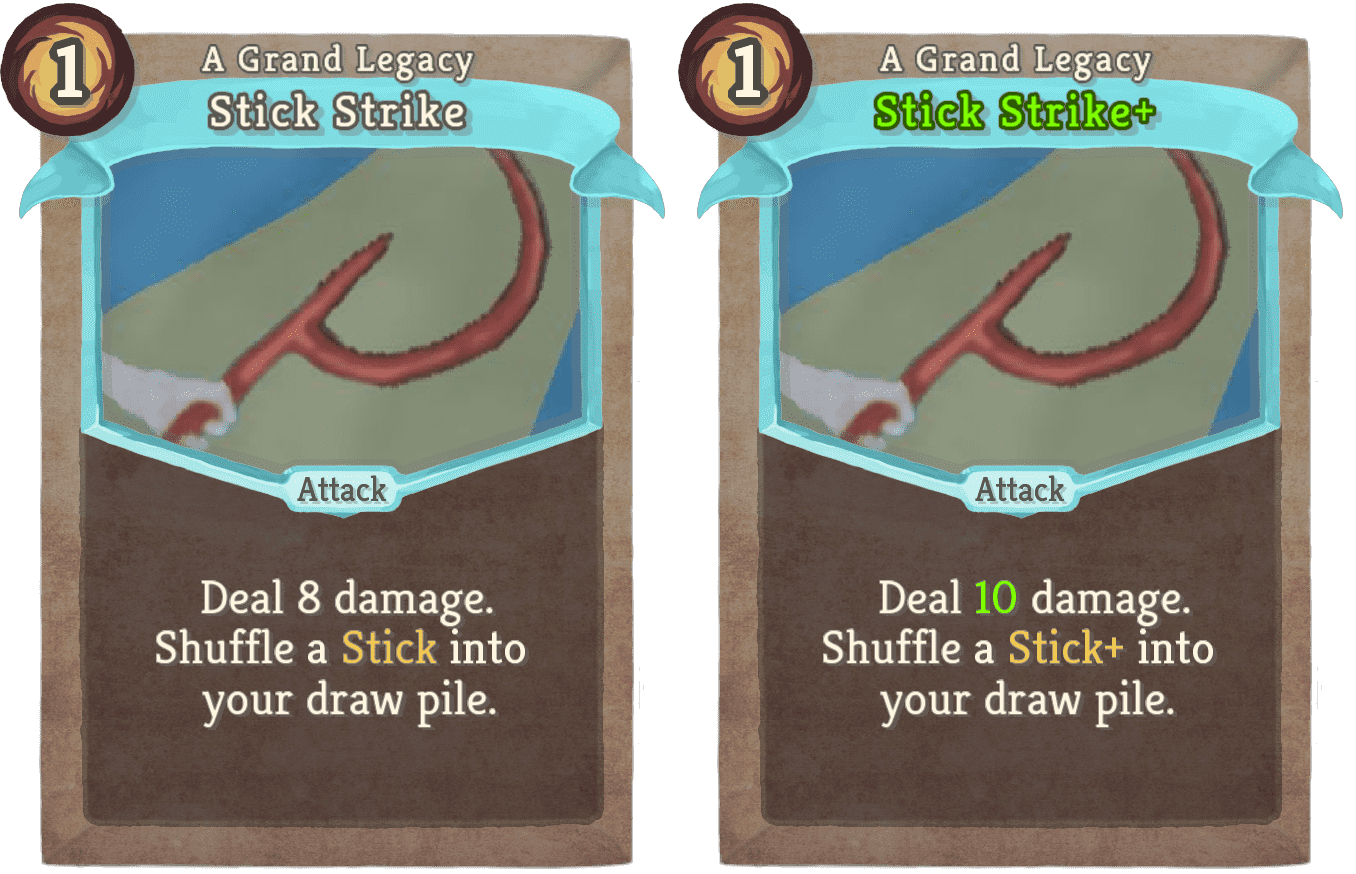 1
A Grand Legacy
Stick Strike
Attack
Deal 8 damage.
Shuffle a Stick into
your draw pile.
1
A Grand Legacy
Stick Strike+
Attack
Deal 10 damage.
Shuffle a Stick+ into
your draw pile.